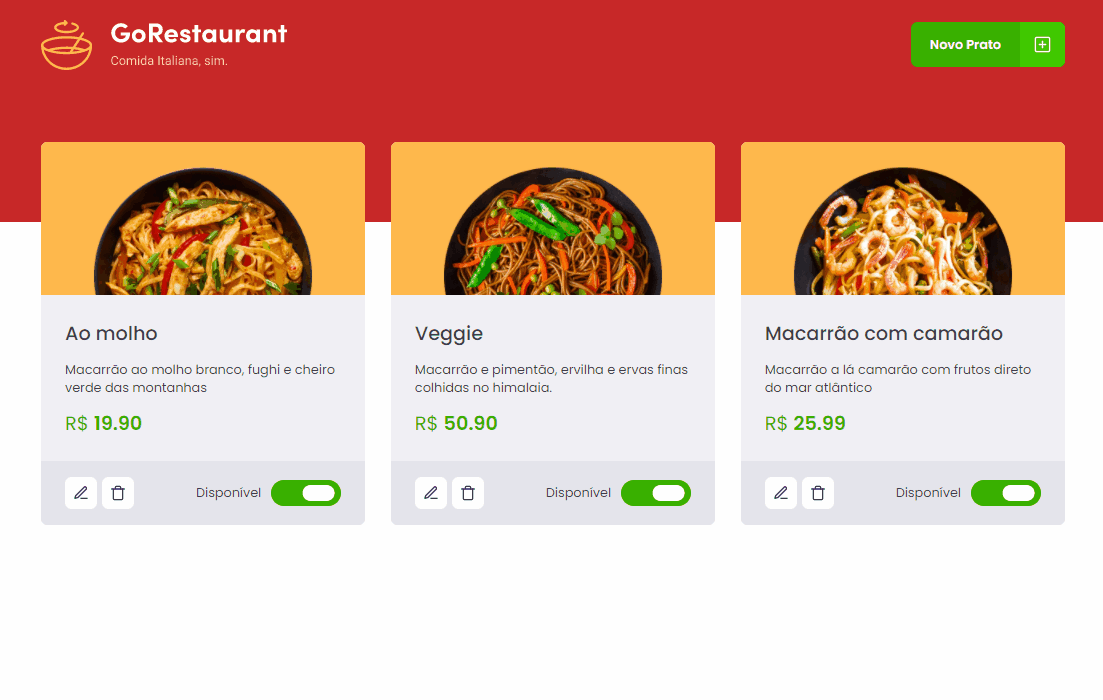 GoRestaurant
Comida Italiana, sim.
Novo Prato
Ao molho
Macarrão ao molho branco, fughi e cheiro
verde das montanhas
R$ 19.90
Disponível
Veggie
Macarrão e pimentão, ervilha e ervas finas
colhidas no himalaia.
R$ 50.90
Disponível
Macarrão com camarão
Macarrão a lá camarão com frutos direto
do mar atlântico
R$ 25.99
Disponível